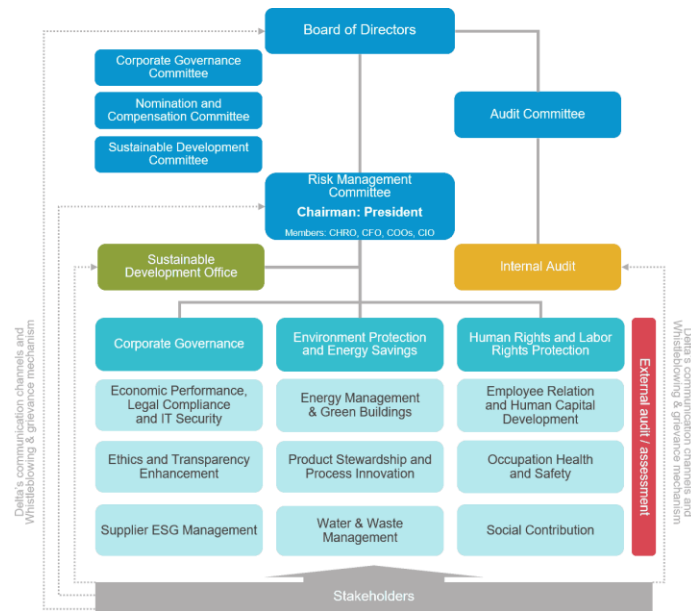 Board of Directors
Corporate Governance
Committee
Nomination and
Compensation Committee
Audit Committee
Sustainable Development
Committee
Risk Management
Committee
Chairman: President
Members: CHRO, CFO, COOs, CIO
Sustainable
Development Office
Internal Audit
Corporate Governance
Environment Protection
and Energy Savings
Human Rights and Labor
Rights Protection
Economic Performance,
Legal Compliance
and IT Security
Energy Management
& Green Buildings
Employee Relation
and Human Capital
Development
Ethics and Transparency
Enhancement
Product Stewardship and
Process Innovation
Occupation Health
and Safety
Supplier ESG Management
Water & Waste
Management
Social Contribution
External audit / assessment
Delta's communication channels and
Whistleblowing & grievance mechanism
Delta's communication channels and
Whistleblowing & grievance mechanism
Stakeholders